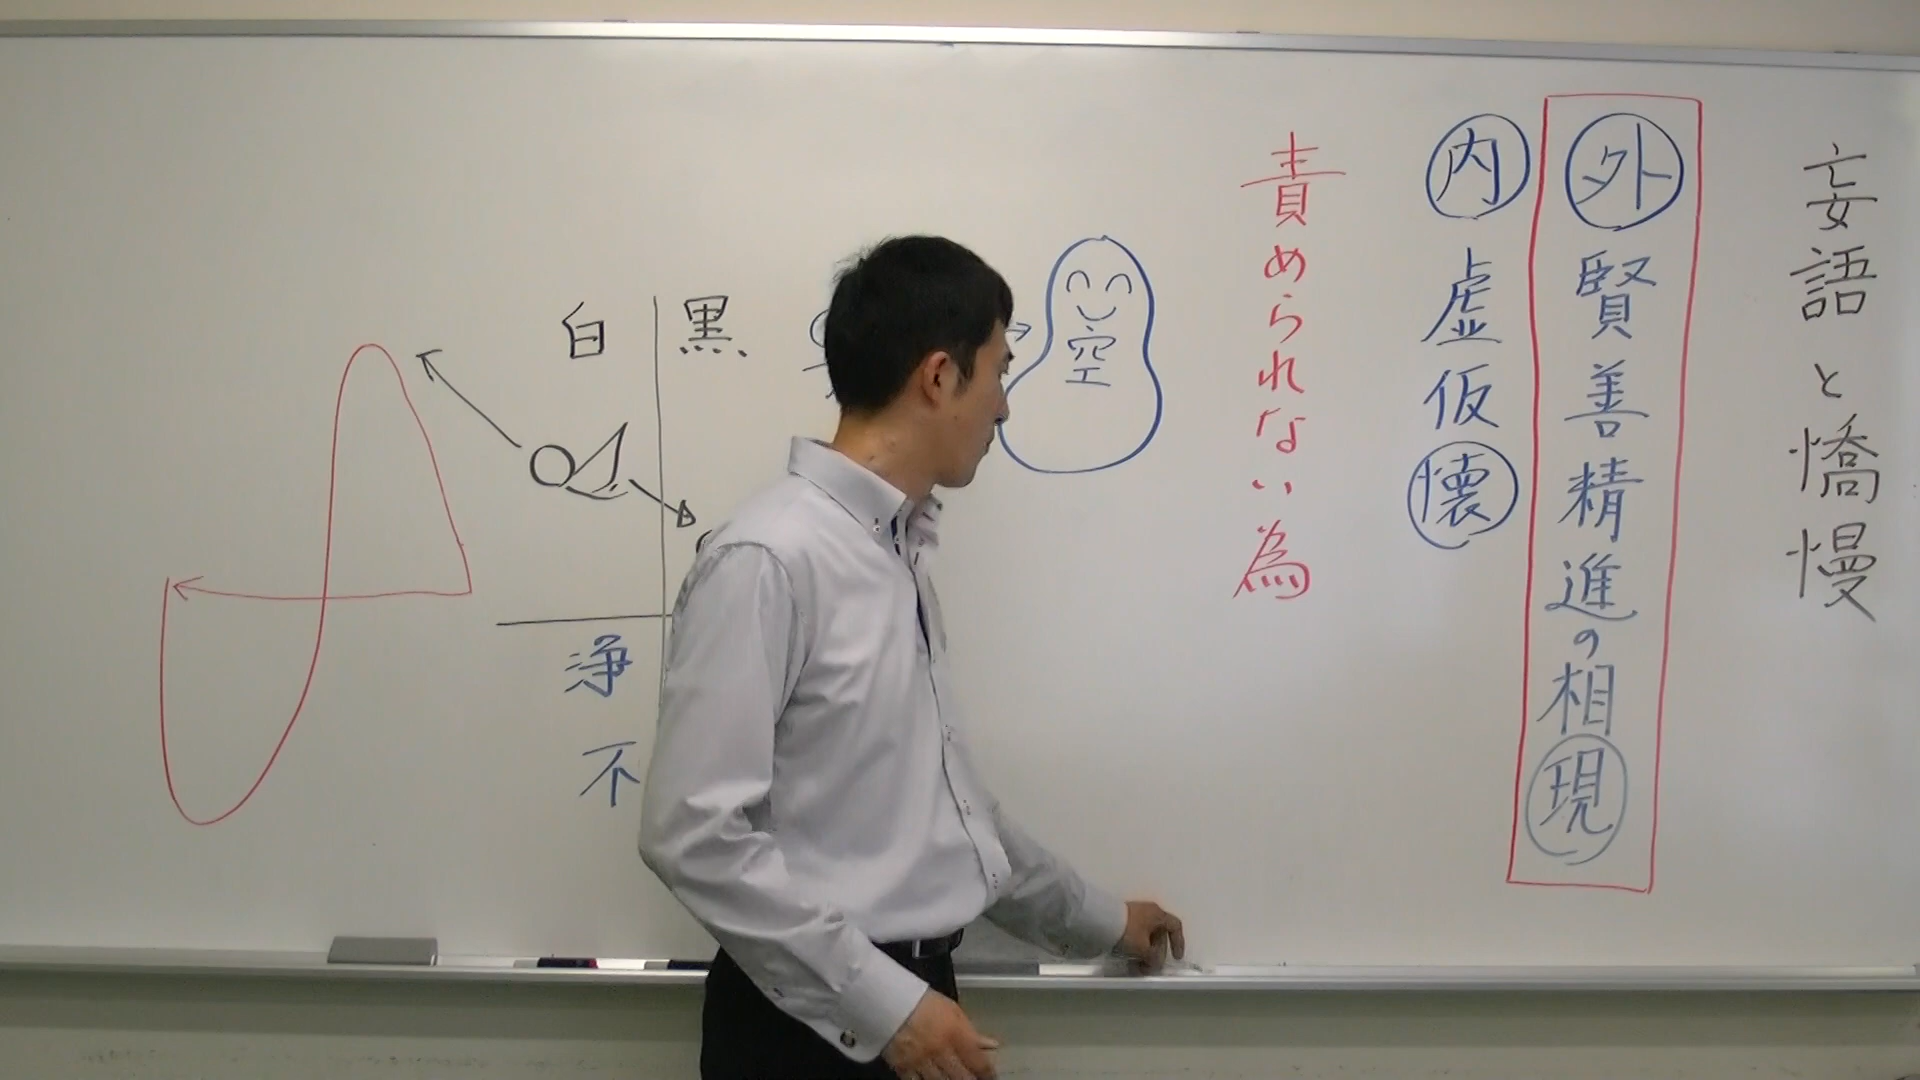 妄語と憍慢
外 賢善精進の相現
内 虚仮懐
責められない為
空
白 黒
浄
不